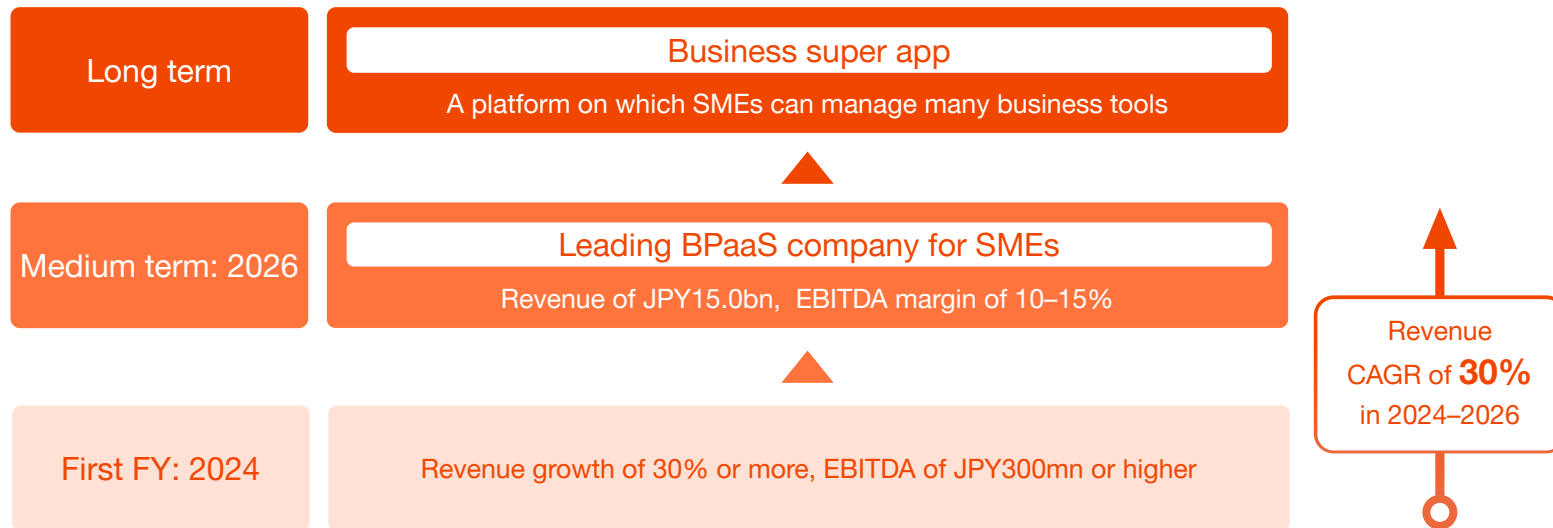 Long term
Business super app
A platform on which SMEs can manage many business tools
Medium term: 2026
Leading BPaaS company for SMEs
Revenue of JPY15.0bn, EBITDA margin of 10–15%
Revenue
CAGR of 30%
in 2024–2026
First FY: 2024
Revenue growth of 30% or more, EBITDA of JPY300mn or higher